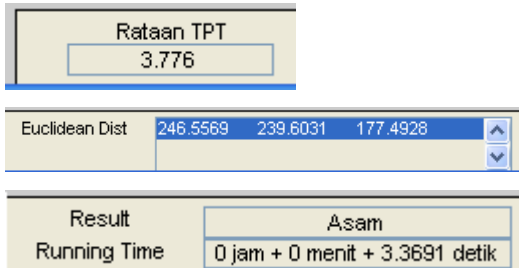 Rataan TPT
3.776
Euclidean Dist 246.5569 239.6031 177.4928
Result Asam
Running Time 0 jam + 0 menit + 3.3691 detik